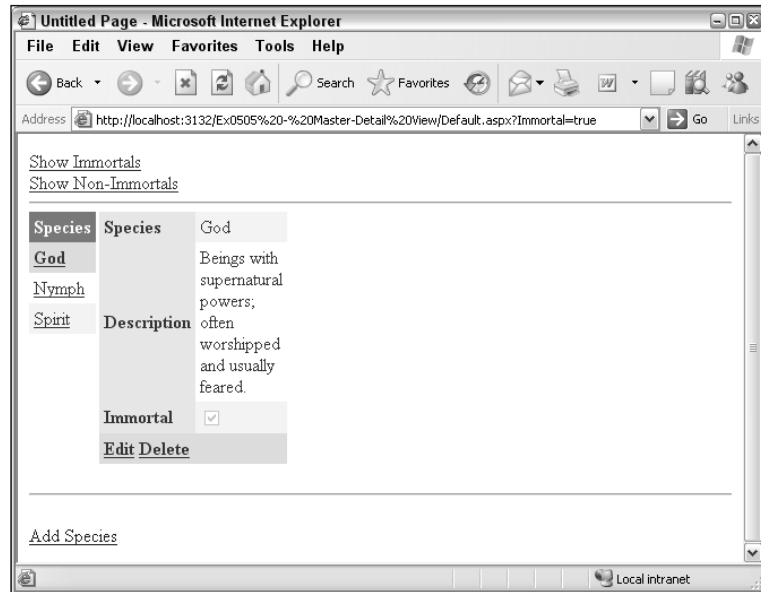 Untitled Page - Microsoft Internet Explorer
File Edit View Favorites Tools Help
Back Search Favorites
Address http://localhost:3132/Ex0505%20-%20Master-Detail%20View/Default.aspx?Immortal=true Go Links
Show Immortals
Show Non-Immortals
Species
God
Nymph
Spirit
Species God
Description Beings with
supernatural
powers;
often
worshipped
and usually
feared.
Immortal
Edit Delete
Add Species
Local intranet